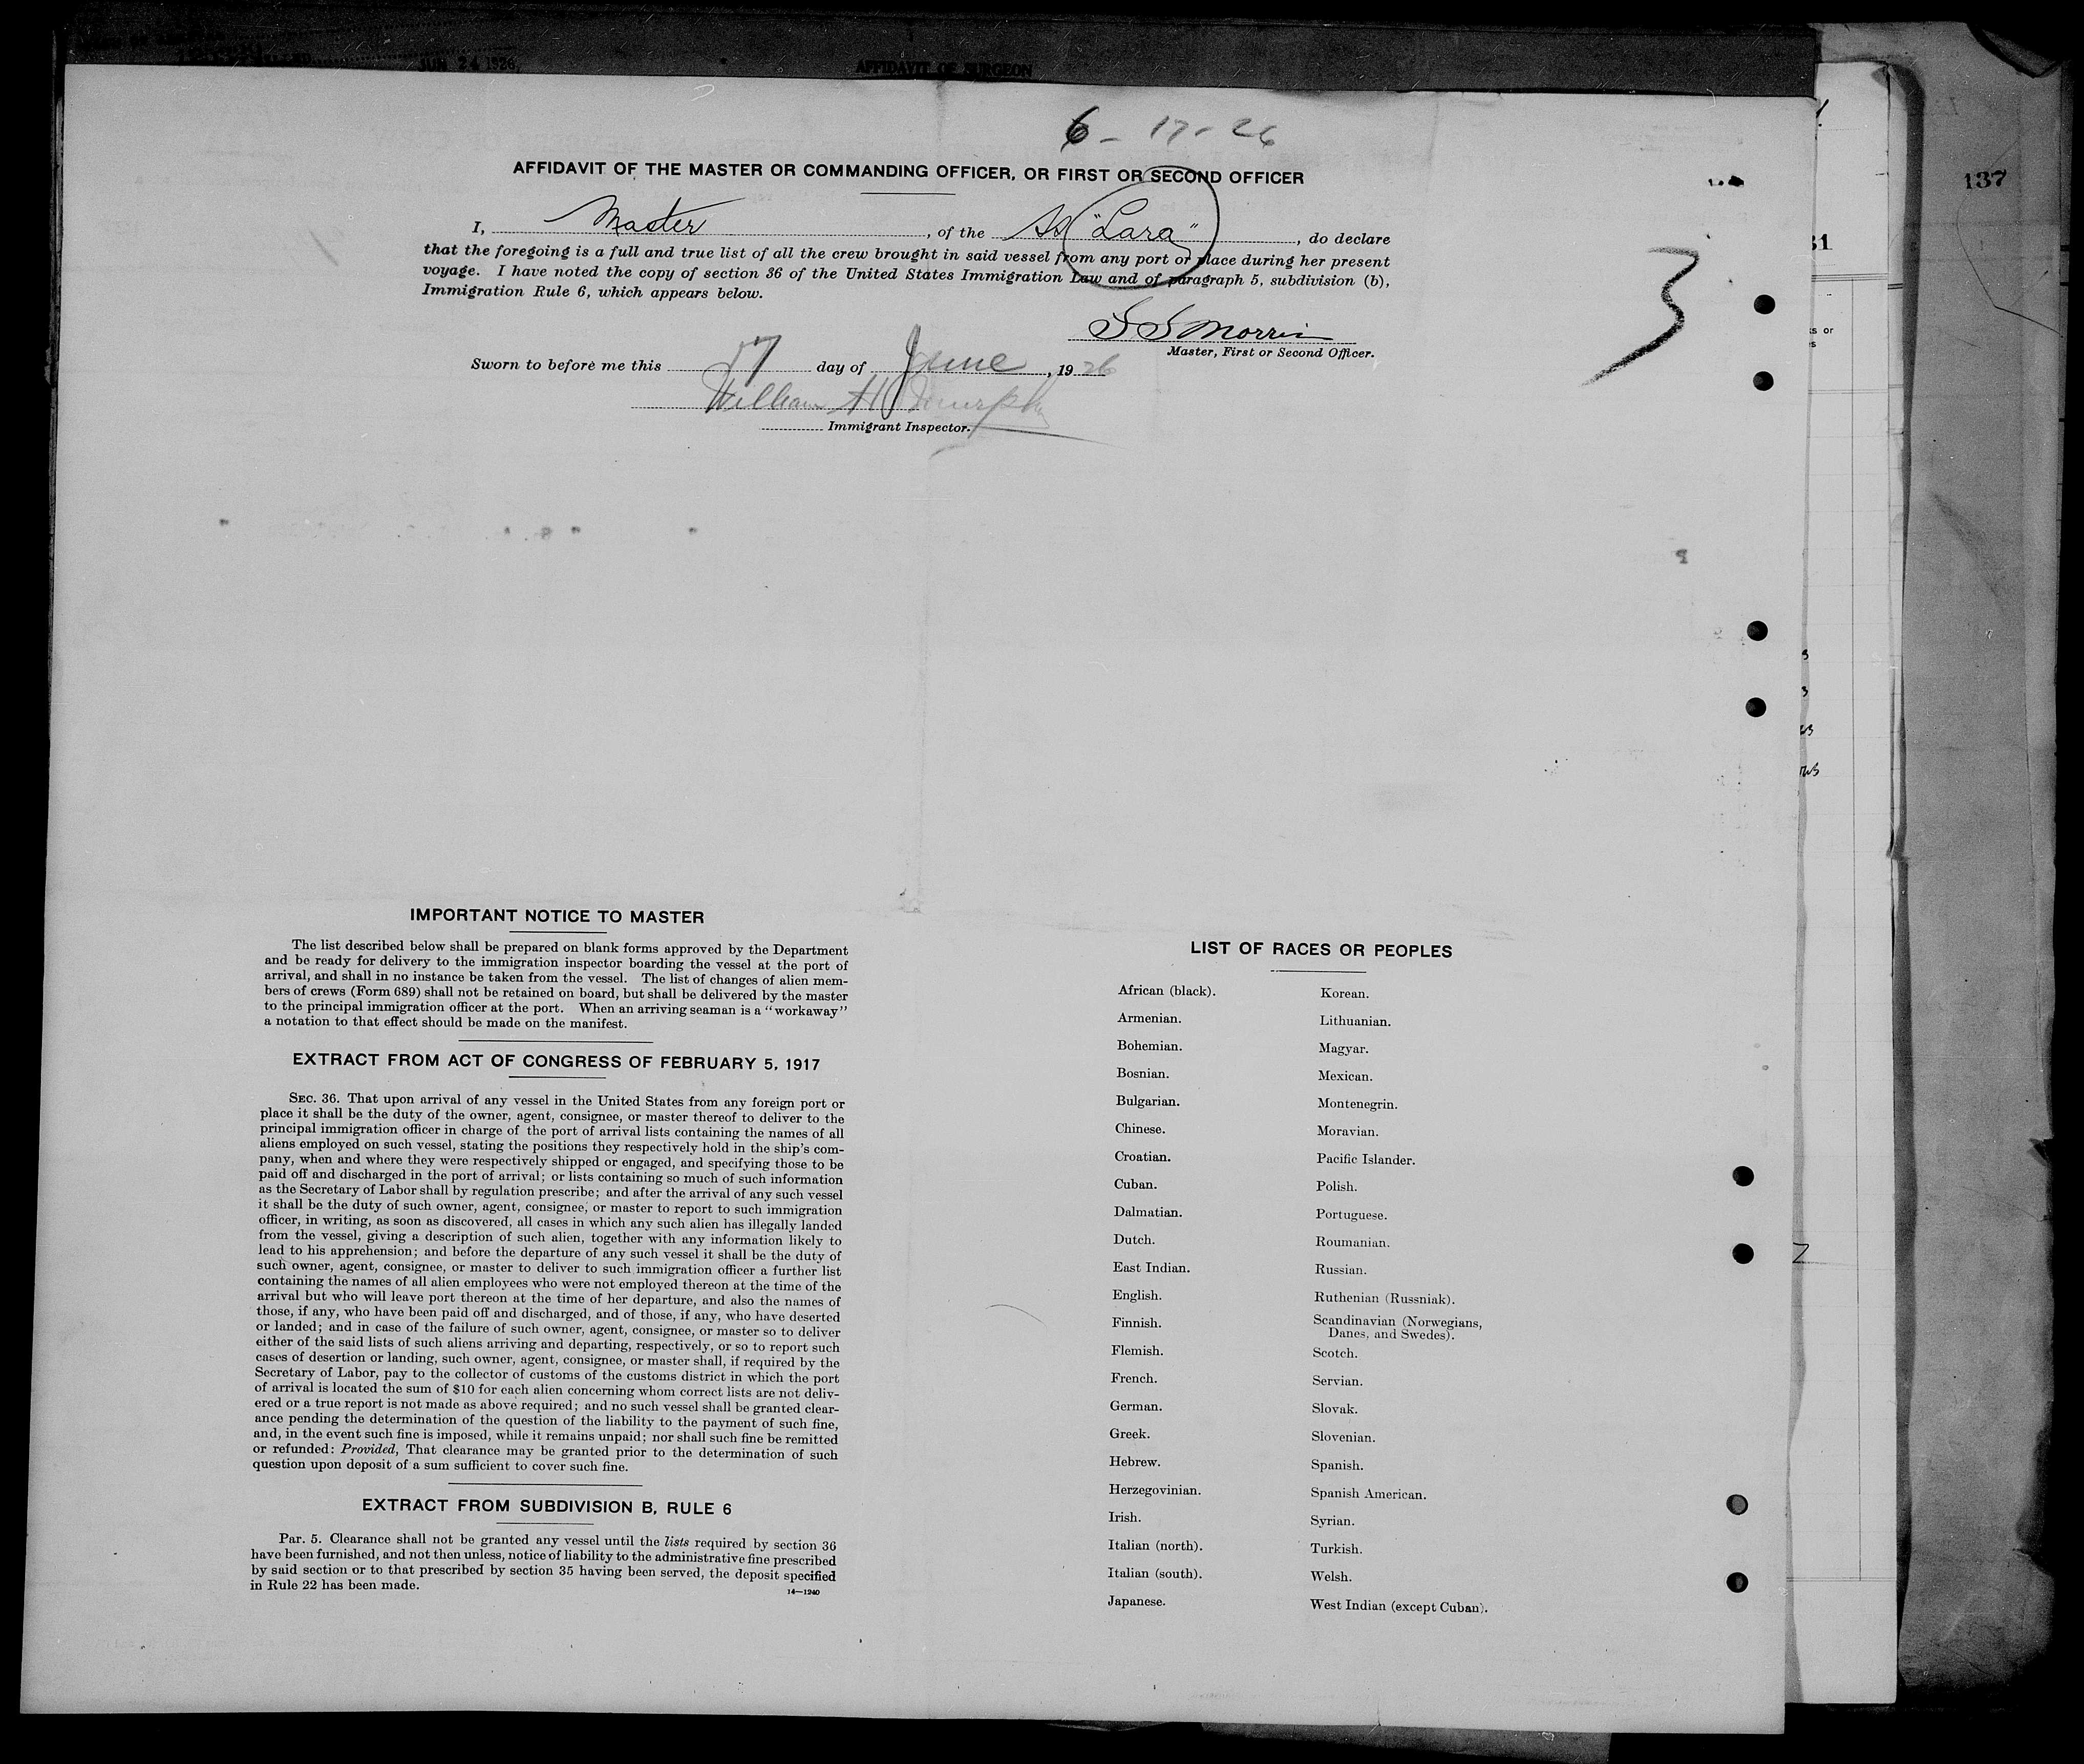 JUN 24 1926
AFFIDAVIT OF SURGEON
6 - 17 - 26
AFFIDAVIT OF THE MASTER OR COMMANDING OFFICER, OR FIRST OR SECOND OFFICER
I, Master, of the SS "Lara", do declare
that the foregoing is a full and true list of all the crew brought in said vessel from any port or place during her present
voyage. I have noted the copy of section 36 of the United States Immigration Law and of paragraph 5, subdivision (b),
Immigration Rule 6, which appears below.
3
S S Morris
Master, First or Second Officer.
Sworn to before me this 17 day of June, 1926
William H Murphy
Immigrant Inspector.
137
IMPORTANT NOTICE TO MASTER
The list described below shall be prepared on blank forms approved by the Department
and be ready for delivery to the immigration inspector boarding the vessel at the port of
arrival, and shall in no instance be taken from the vessel. The list of changes of alien mem-
bers of crews (Form 689) shall not be retained on board, but shall be delivered by the master
to the principal immigration officer at the port. When an arriving seaman is a "workaway"
a notation to that effect should be made on the manifest.
EXTRACT FROM ACT OF CONGRESS OF FEBRUARY 5, 1917
SEC. 36. That upon arrival of any vessel in the United States from any foreign port or
place it shall be the duty of the owner, agent, consignee, or master thereof to deliver to the
principal immigration officer in charge of the port of arrival lists containing the names of all
aliens employed on such vessel, stating the positions they respectively hold in the ship's com-
pany, when and where they were respectively shipped or engaged, and specifying those to be
paid off and discharged in the port of arrival; or lists containing so much of such information
as the Secretary of Labor shall by regulation prescribe; and after the arrival of any such vessel
it shall be the duty of such owner, agent, consignee, or master to report to such immigration
officer, in writing, as soon as discovered, all cases in which any such alien has illegally landed
from the vessel, giving a description of such alien, together with any information likely to
lead to his apprehension; and before the departure of any such vessel it shall be the duty of
such owner, agent, consignee, or master to deliver to such immigration officer a further list
containing the names of all alien employees who were not employed thereon at the time of the
arrival but who will leave port thereon at the time of her departure, and also the names of
those, if any, who have been paid off and discharged, and of those, if any, who have deserted
or landed; and in case of the failure of such owner, agent, consignee, or master so to deliver
either of the said lists of such aliens arriving and departing, respectively, or so to report such
cases of desertion or landing, such owner, agent, consignee, or master shall, if required by the
Secretary of Labor, pay to the collector of customs of the customs district in which the port
of arrival is located the sum of $10 for each alien concerning whom correct lists are not deliv-
ered or a true report is not made as above required; and no such vessel shall be granted clear-
ance pending the determination of the question of the liability to the payment of such fine,
and, in the event such fine is imposed, while it remains unpaid; nor shall such fine be remitted
or refunded: Provided, That clearance may be granted prior to the determination of such
question upon deposit of a sum sufficient to cover such fine.
EXTRACT FROM SUBDIVISION B, RULE 6
Par. 5. Clearance shall not be granted any vessel until the lists required by section 36
have been furnished, and not then unless, notice of liability to the administrative fine prescribed
by said section or to that prescribed by section 35 having been served, the deposit specified
in Rule 22 has been made.
14—1240
LIST OF RACES OR PEOPLES
African (black).
Armenian.
Bohemian.
Bosnian.
Bulgarian.
Chinese.
Croatian.
Cuban.
Dalmatian.
Dutch.
East Indian.
English.
Finnish.
Flemish.
French.
German.
Greek.
Hebrew.
Herzegovinian.
Irish.
Italian (north).
Italian (south).
Japanese.
Korean.
Lithuanian.
Magyar.
Mexican.
Montenegrin.
Moravian.
Pacific Islander.
Polish.
Portuguese.
Roumanian.
Russian.
Ruthenian (Russniak).
Scandinavian (Norwegians,
Danes, and Swedes).
Scotch.
Servian.
Slovak.
Slovenian.
Spanish.
Spanish American.
Syrian.
Turkish.
Welsh.
West Indian (except Cuban).